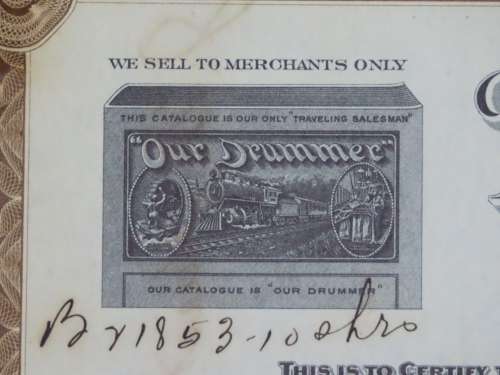 WE SELL TO MERCHANTS ONLY
THIS CATALOGUE IS OUR ONLY "TRAVELING SALESMAN"
"Our Drummer"
OUR CATALOGUE IS "OUR DRUMMER"
1853-10 shrs
THIS IS TO CERTIFY